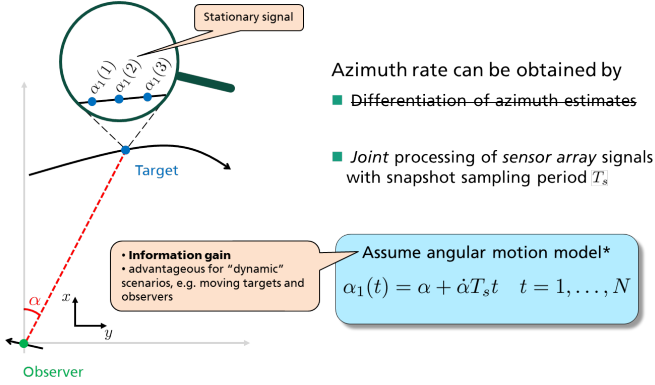 Stationary signal
α₁(1) α₁(2) α₁(3)
Target
α
x
y
Observer
Azimuth rate can be obtained by
Differentiation of azimuth estimates
Joint processing of sensor array signals
with snapshot sampling period Tₛ
• Information gain
• advantageous for “dynamic”
scenarios, e.g. moving targets and
observers
Assume angular motion model*
α₁(t) = α + α̇Tₛt t = 1, . . . , N